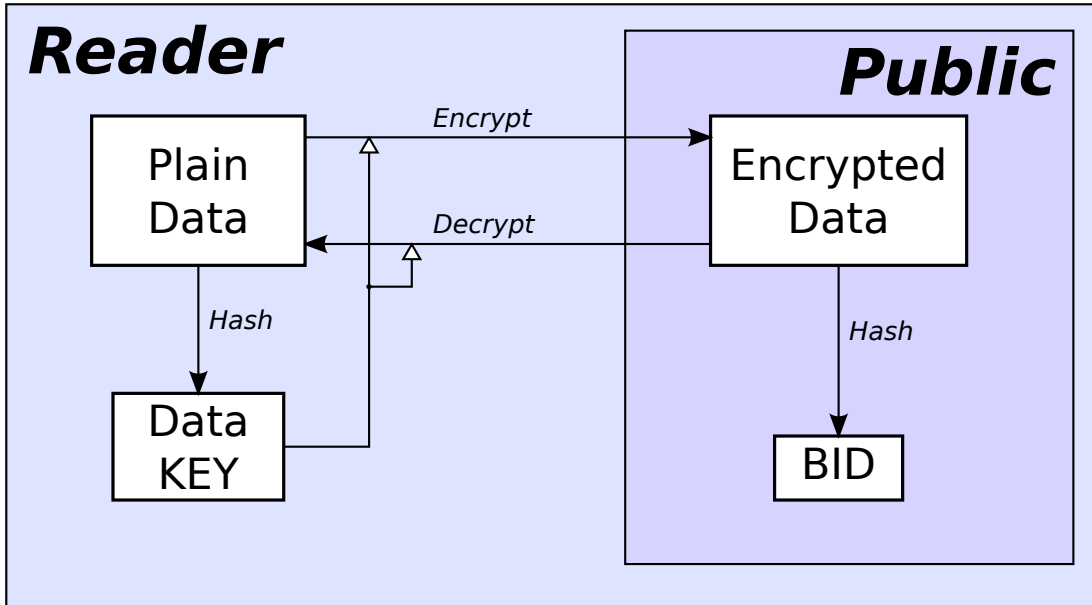 Reader
Public
Encrypt
Plain
Data
Encrypted
Data
Decrypt
Hash
Hash
Data
KEY
BID